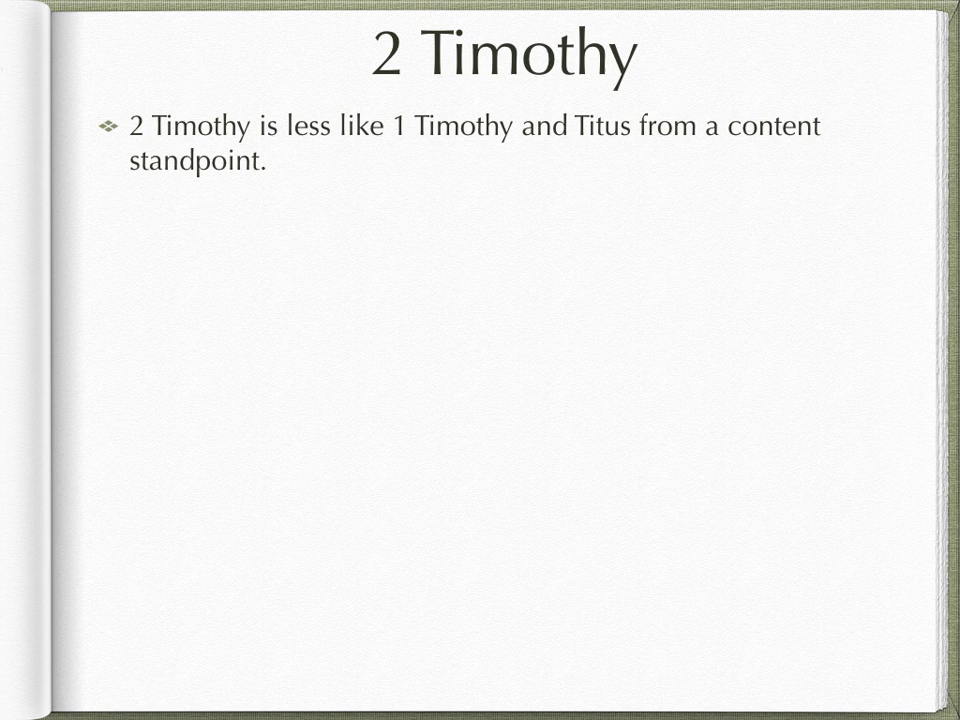 2 Timothy
2 Timothy is less like 1 Timothy and Titus from a content
standpoint.